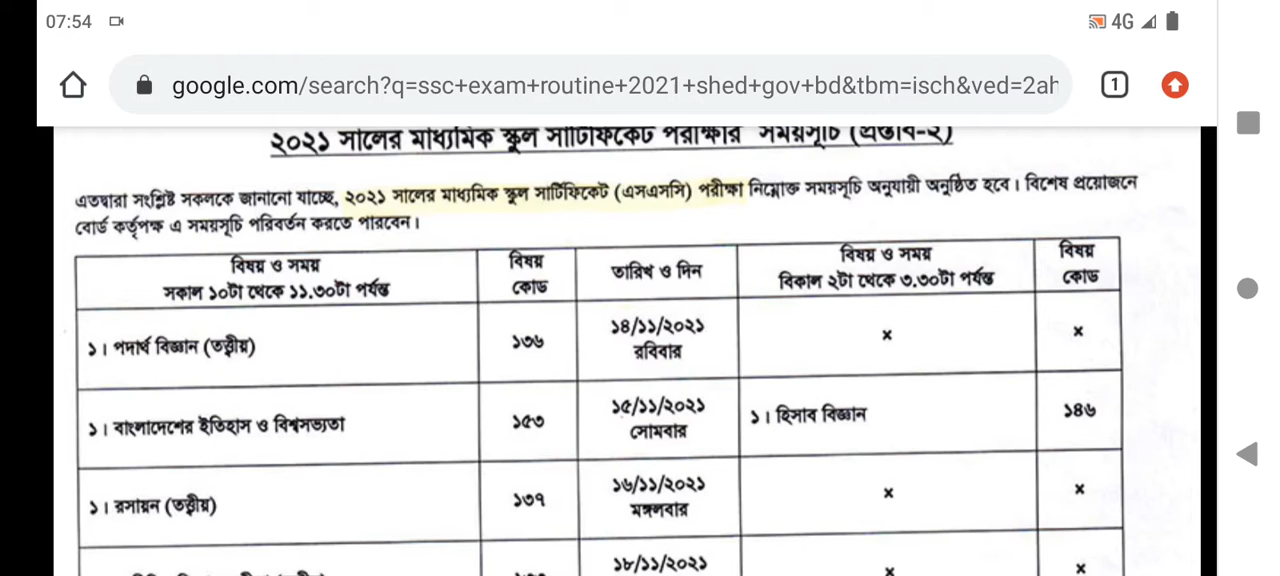 07:54
4G
google.com/search?q=ssc+exam+routine+2021+shed+gov+bd&tbm=isch&ved=2ah
1
২০২১ সালের মাধ্যমিক স্কুল সার্টিফিকেট পরীক্ষার সময়সূচি (প্রস্তাব-২)
এতদ্বারা সংশ্লিষ্ট সকলকে জানানো যাচ্ছে, ২০২১ সালের মাধ্যমিক স্কুল সার্টিফিকেট (এসএসসি) পরীক্ষা নিম্নোক্ত সময়সূচি অনুযায়ী অনুষ্ঠিত হবে। বিশেষ প্রয়োজনে
বোর্ড কর্তৃপক্ষ এ সময়সূচি পরিবর্তন করতে পারবেন।
বিষয় ও সময়
সকাল ১০টা থেকে ১১.৩০টা পর্যন্ত
বিষয়
কোড
তারিখ ও দিন
বিষয় ও সময়
বিকাল ২টা থেকে ৩.৩০টা পর্যন্ত
বিষয়
কোড
১। পদার্থ বিজ্ঞান (তত্ত্বীয়)
১৩৬
১৪/১১/২০২১
রবিবার
×
×
১। বাংলাদেশের ইতিহাস ও বিশ্বসভ্যতা
১৫৩
১৫/১১/২০২১
সোমবার
১। হিসাব বিজ্ঞান
১৪৬
১। রসায়ন (তত্ত্বীয়)
১৩৭
১৬/১১/২০২১
মঙ্গলবার
×
×
১৮/১১/২০২১
×
×